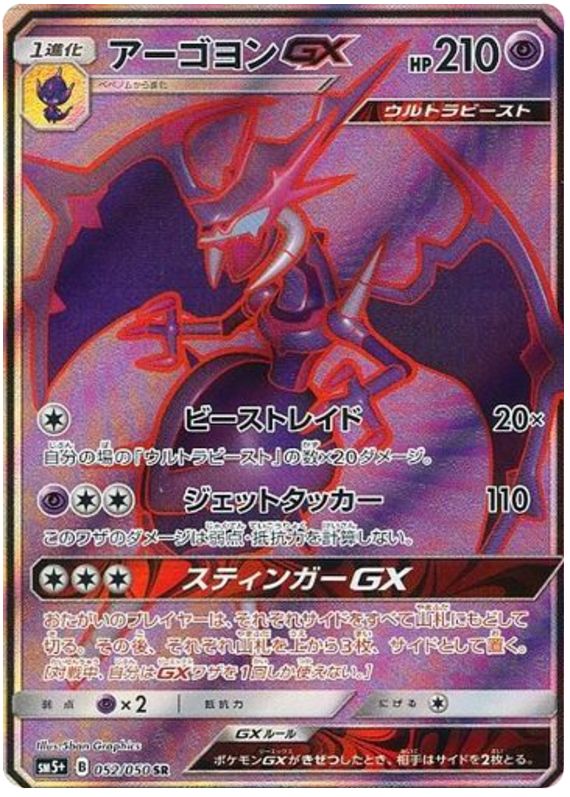 1進化 アーゴヨンGX HP210
ベベノムから進化
ウルトラビースト
ビーストレイド 20×
自分の場の「ウルトラビースト」の数×20ダメージ。
ジェットタッカー 110
このワザのダメージは弱点・抵抗力を計算しない。
スティンガーGX
おたがいのプレイヤーは、それぞれサイドをすべて山札にもどして
切る。その後、それぞれ山札を上から3枚、サイドとして置く。
[対戦中、自分はGXワザを1回しか使えない。]
弱点 ×2 抵抗力 にげる
Illus. 5ban Graphics
GXルール
SM5+ B 052/050 SR
ポケモンGXがきぜつしたとき、相手はサイドを2枚とる。